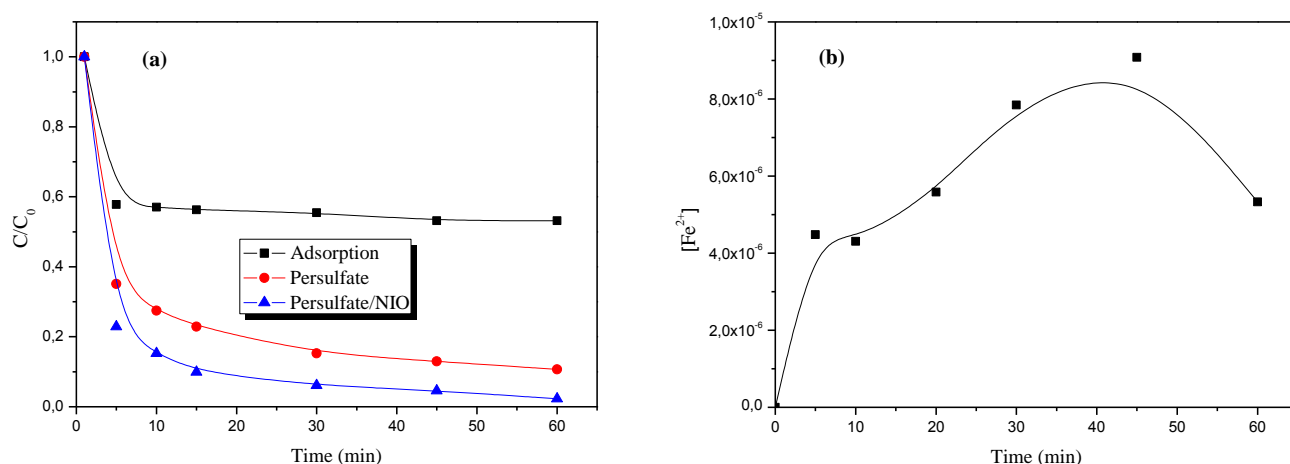 (a)
C/C0
1,0
0,8
0,6
0,4
0,2
0,0
Adsorption
Persulfate
Persulfate/NIO
0 10 20 30 40 50 60
Time (min)
(b)
[Fe2+]
1,0x10-5
8,0x10-6
6,0x10-6
4,0x10-6
2,0x10-6
0,0
0 10 20 30 40 50 60
Time (min)